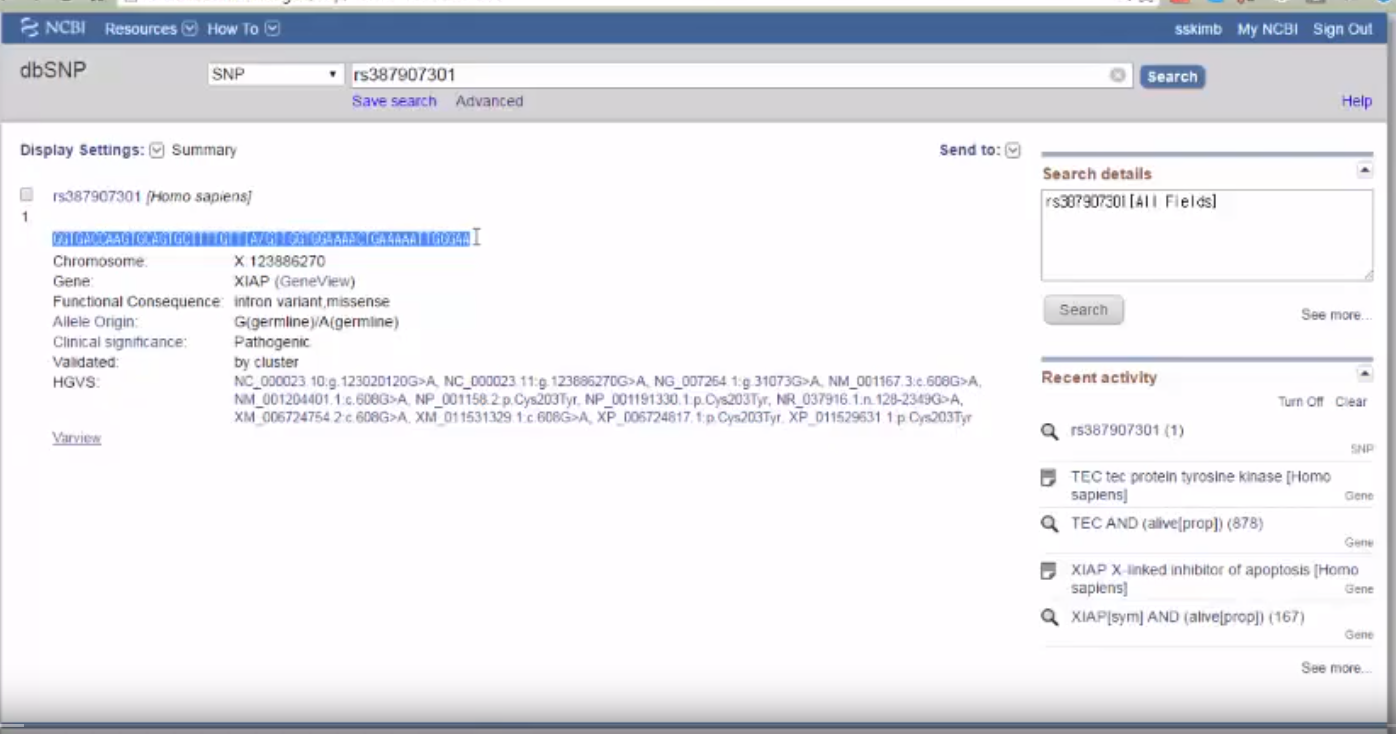 NCBI Resources How To sskimb My NCBI Sign Out
dbSNP SNP rs387907301 Search
Save search Advanced Help
Display Settings: Summary Send to:
rs387907301 [Homo sapiens]
1
Chromosome: X:123886270
Gene: XIAP (GeneView)
Functional Consequence: intron variant,missense
Allele Origin: G(germline)/A(germline)
Clinical significance: Pathogenic
Validated: by cluster
HGVS: NC_000023.10:g.123020120G>A, NC_000023.11:g.123886270G>A, NG_007264.1:g.31073G>A, NM_001167.3:c.608G>A,
NM_001204401.1:c.608G>A, NP_001158.2:p.Cys203Tyr, NP_001191330.1:p.Cys203Tyr, NR_037916.1:n.128-2349G>A,
XM_006724754.2:c.608G>A, XM_011531329.1:c.608G>A, XP_006724817.1:p.Cys203Tyr, XP_011529631.1:p.Cys203Tyr
Varview
Search details
rs387907301[All Fields]
Search
See more...
Recent activity
Turn Off Clear
rs387907301 (1)
SNP
TEC tec protein tyrosine kinase [Homo
sapiens]
Gene
TEC AND (alive[prop]) (878)
Gene
XIAP X-linked inhibitor of apoptosis [Homo
sapiens]
Gene
XIAP[sym] AND (alive[prop]) (167)
Gene
See more...